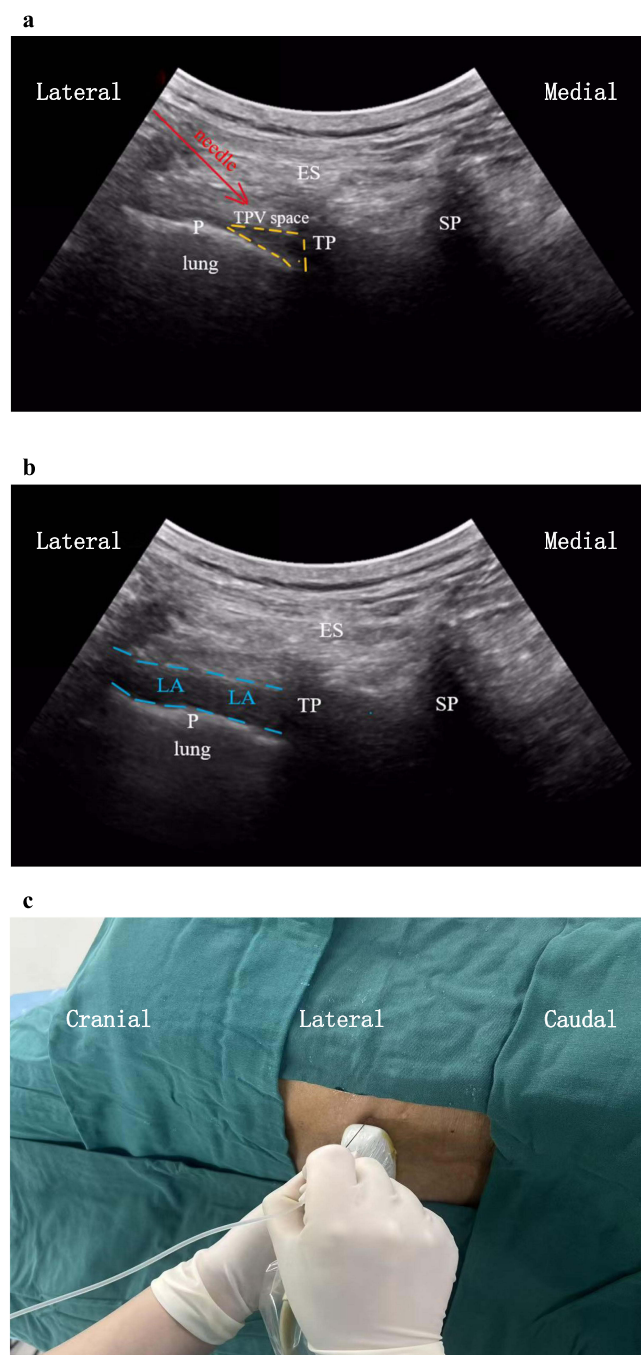 a
Lateral
Medial
needle
ES
TPV space
P
TP
SP
lung
b
Lateral
Medial
ES
LA
LA
TP
SP
P
lung
c
Cranial
Lateral
Caudal